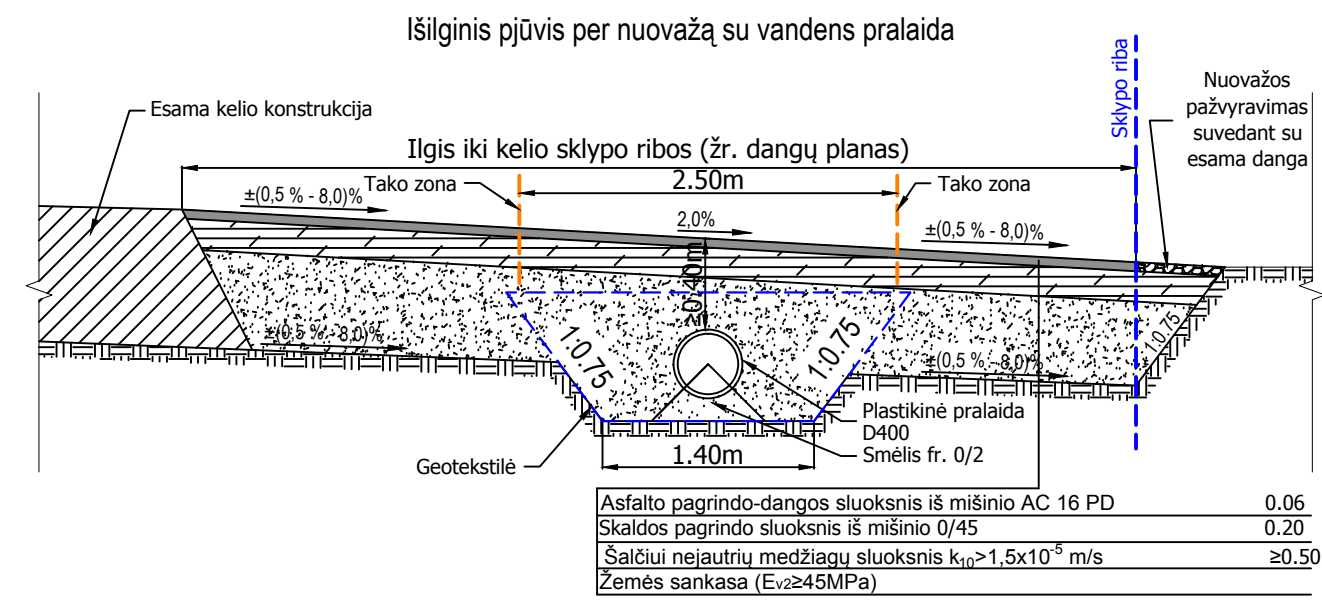 Išilginis pjūvis per nuovažą su vandens pralaida
Esama kelio konstrukcija
Sklypo riba
Nuovažos
pažvyravimas
suvedant su
esama danga
Ilgis iki kelio sklypo ribos (žr. dangų planas)
Tako zona
2.50m
Tako zona
±(0,5 % - 8,0)%
2,0%
±(0,5 % - 8,0)%
≥0.40m
±(0,5 % - 8,0)%
1:0.75
1:0.75
±(0,5 % - 8,0)%
1:0.75
Plastikinė pralaida
D400
Smėlis fr. 0/2
Geotekstilė
1.40m
Asfalto pagrindo-dangos sluoksnis iš mišinio AC 16 PD 0.06
Skaldos pagrindo sluoksnis iš mišinio 0/45 0.20
Šalčiui nejautrių medžiagų sluoksnis k₁₀>1,5x10⁻⁵ m/s ≥0.50
Žemės sankasa (Ev₂≥45MPa)